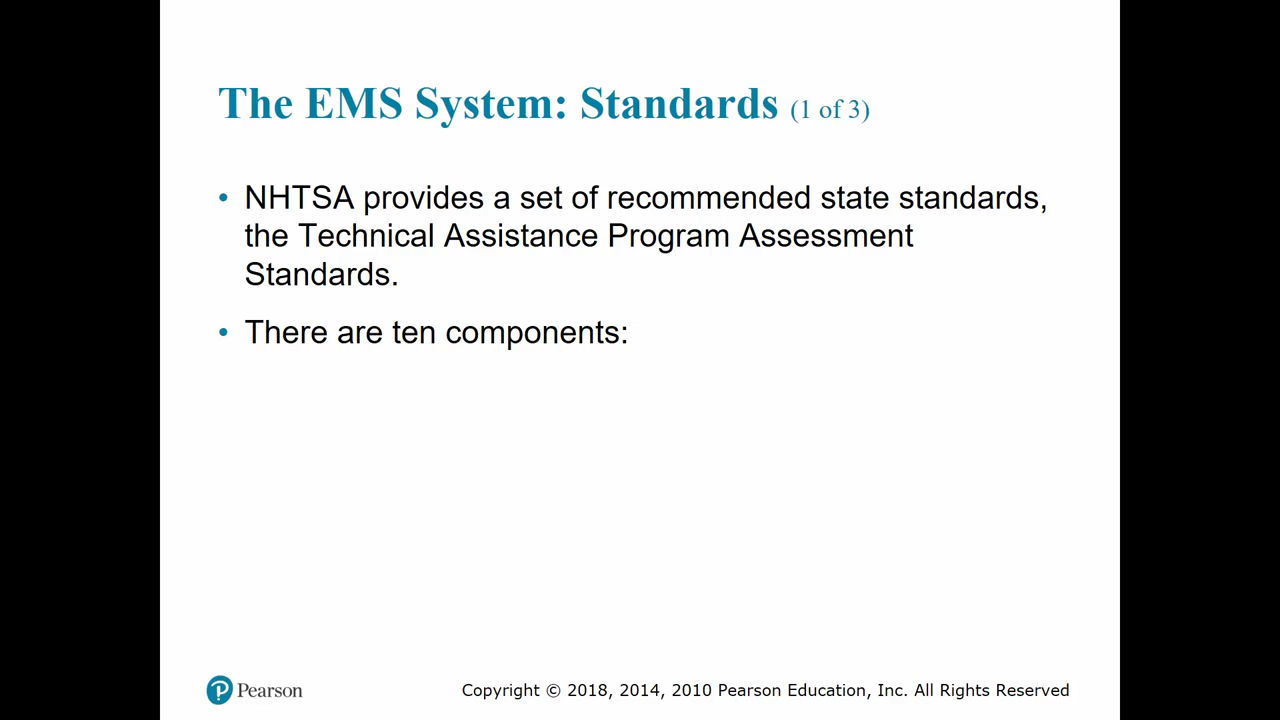 The EMS System: Standards (1 of 3)
• NHTSA provides a set of recommended state standards,
the Technical Assistance Program Assessment
Standards.
• There are ten components:
Pearson
Copyright © 2018, 2014, 2010 Pearson Education, Inc. All Rights Reserved